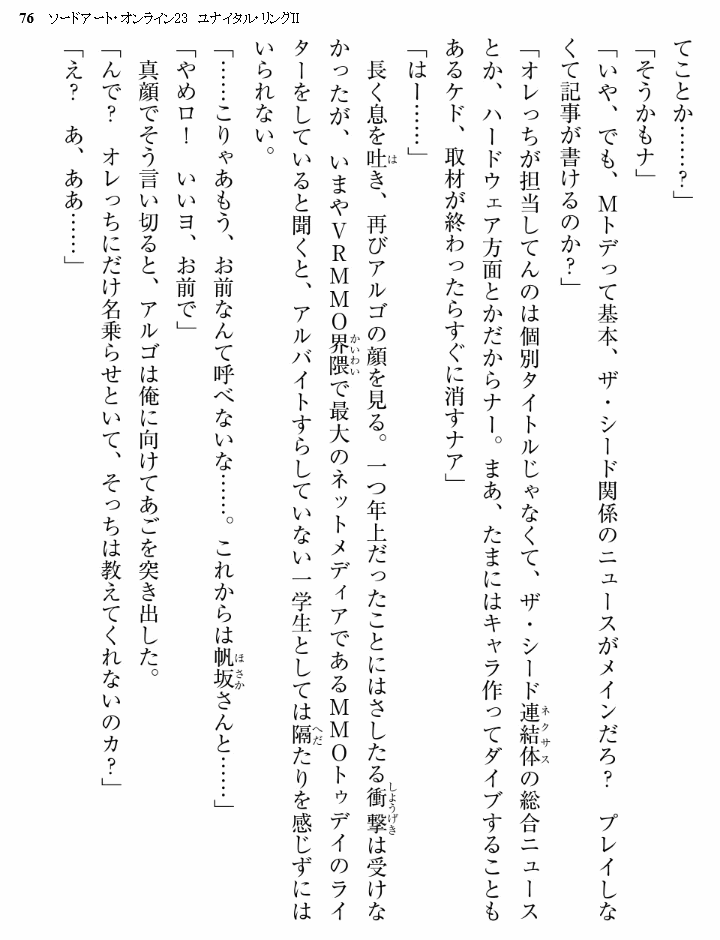 76 ソードアート・オンライン23 ユナイタル・リングII
てことか……？」
「そうかもナ」
「いや、でも、Mトデって基本、ザ・シード関係のニュースがメインだろ？　プレイしな
くて記事が書けるのか？」
「オレっちが担当してんのは個別タイトルじゃなくて、ザ・シード連結体の総合ニュース
とか、ハードウェア方面とかだからナー。まあ、たまにはキャラ作ってダイブすることも
あるケド、取材が終わったらすぐに消すナア」
「はー……」
　長く息を吐き、再びアルゴの顔を見る。一つ年上だったことにはさしたる衝撃は受けな
かったが、いまやVRMMO界隈で最大のネットメディアであるMMOトゥデイのライ
ターをしていると聞くと、アルバイトすらしていない一学生としては隔たりを感じずには
いられない。
「……こりゃあもう、お前なんて呼べないな……。これからは帆坂さんと……」
「やめロ！　いいヨ、お前で」
　真顔でそう言い切ると、アルゴは俺に向けてあごを突き出した。
「んで？　オレっちにだけ名乗らせといて、そっちは教えてくれないのカ？」
「え？　あ、ああ……」